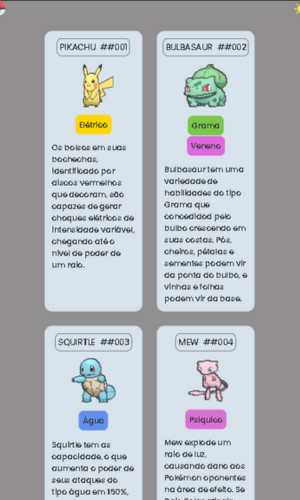 PIKACHU ##001
Elétrico
Os bolsos em suas
bochechas,
identificado por
discos vermelhos
que decoram, são
capazes de gerar
choques elétricos de
intensidade variável,
chegando até o
nível de poder de
um raio.
BULBASAUR ##002
Grama
Veneno
Bulbasaur tem uma
variedade de
habilidades do tipo
Grama que
concedidad pelo
bulbo crescendo em
suas costas. Pós,
cheiros, pétalas e
sementes podem vir
da ponta do bulbo, e
vinhas e folhas
podem vir da base.
SQUIRTLE ##003
Água
Squirtle tem as
capacidade, o que
aumenta o poder de
seus ataques do
tipo água em 150%,
MEW ##004
Psíquico
Mew explode um
raio de luz,
causando dano aos
Pokémon oponentes
na área de efeito. Se